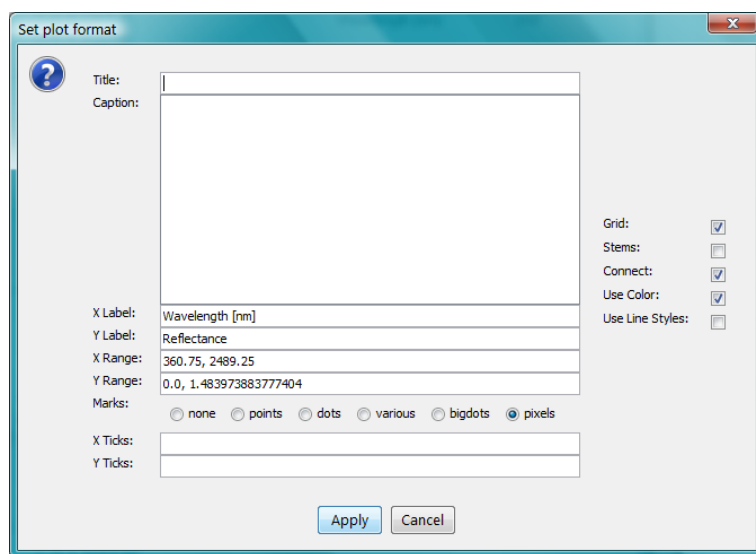 Set plot format
Title:
Caption:
X Label: Wavelength [nm]
Y Label: Reflectance
X Range: 360.75, 2489.25
Y Range: 0.0, 1.483973883777404
Marks: none points dots various bigdots pixels
X Ticks:
Y Ticks:
Grid:
Stems:
Connect:
Use Color:
Use Line Styles:
Apply Cancel